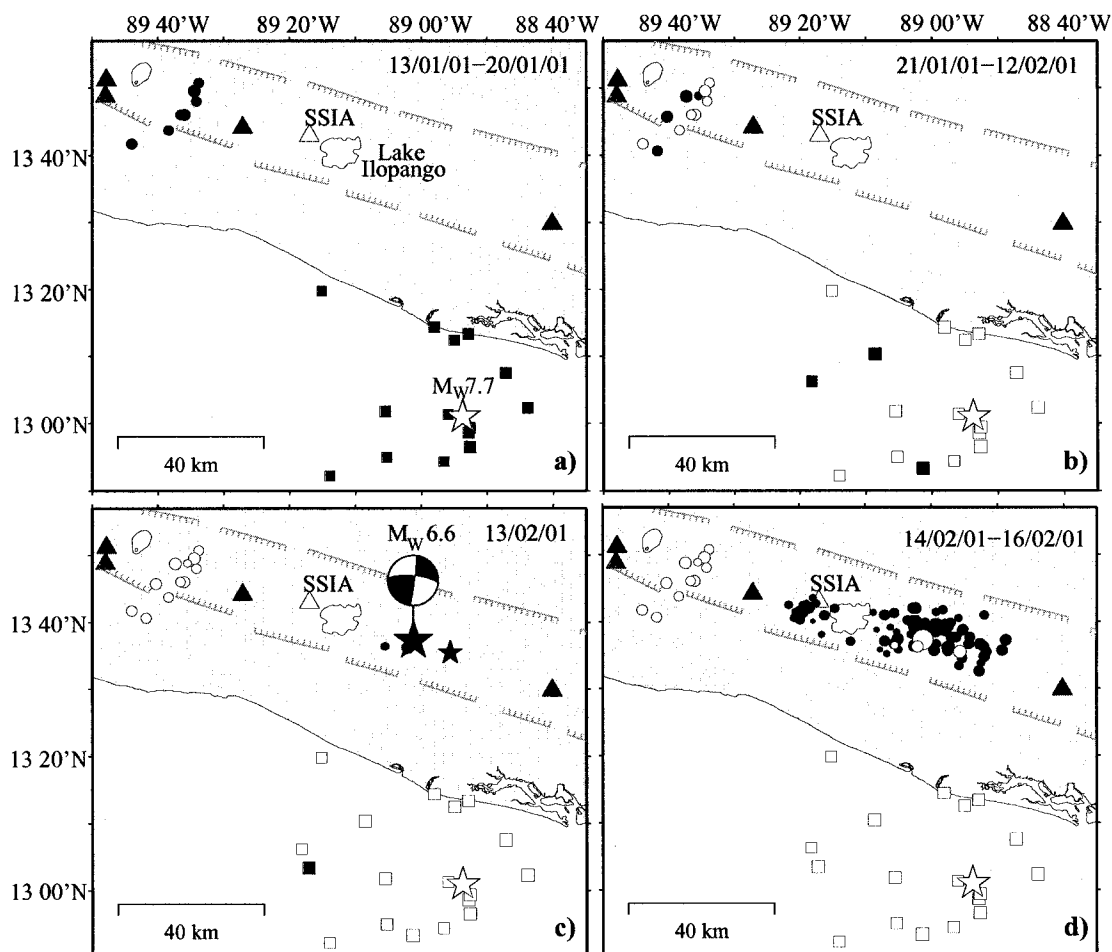 89 40'W 89 20'W 89 00'W 88 40'W 89 40'W 89 20'W 89 00'W 88 40'W
13/01/01–20/01/01
SSIA
Lake
Ilopango
13 40'N
13 20'N
13 00'N
MW7.7
40 km
a)
21/01/01–12/02/01
SSIA
40 km
b)
13/02/01
MW 6.6
SSIA
13 40'N
13 20'N
13 00'N
40 km
c)
14/02/01–16/02/01
SSIA
40 km
d)